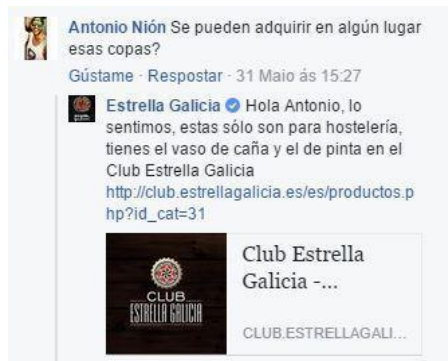 Antonio Nión Se pueden adquirir en algún lugar
esas copas?
Gústame · Respostar · 31 Maio ás 15:27
Estrella Galicia Hola Antonio, lo
sentimos, estas sólo son para hostelería,
tienes el vaso de caña y el de pinta en el
Club Estrella Galicia
http://club.estrellagalicia.es/es/productos.p
hp?id_cat=31
CLUB
ESTRELLA GALICIA
Club Estrella
Galicia -...
CLUB.ESTRELLAGALI...